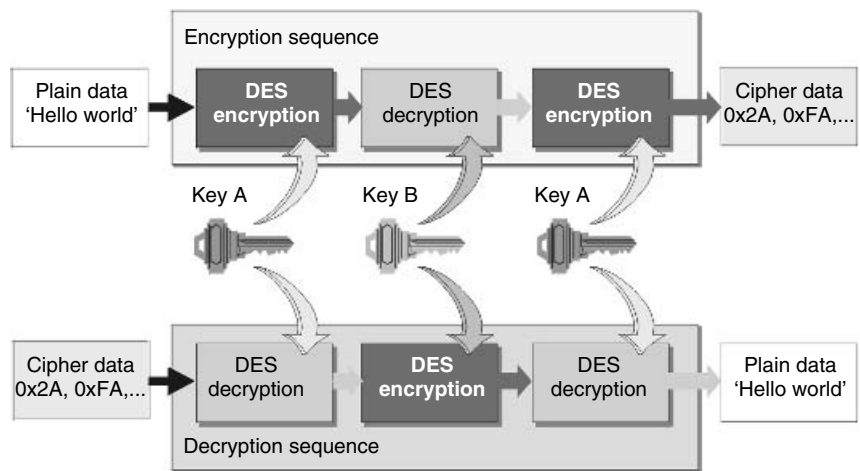 Encryption sequence
Plain data
‘Hello world’
DES
encryption
DES
decryption
DES
encryption
Cipher data
0x2A, 0xFA,...
Key A
Key B
Key A
Cipher data
0x2A, 0xFA,...
DES
decryption
DES
encryption
DES
decryption
Plain data
‘Hello world’
Decryption sequence